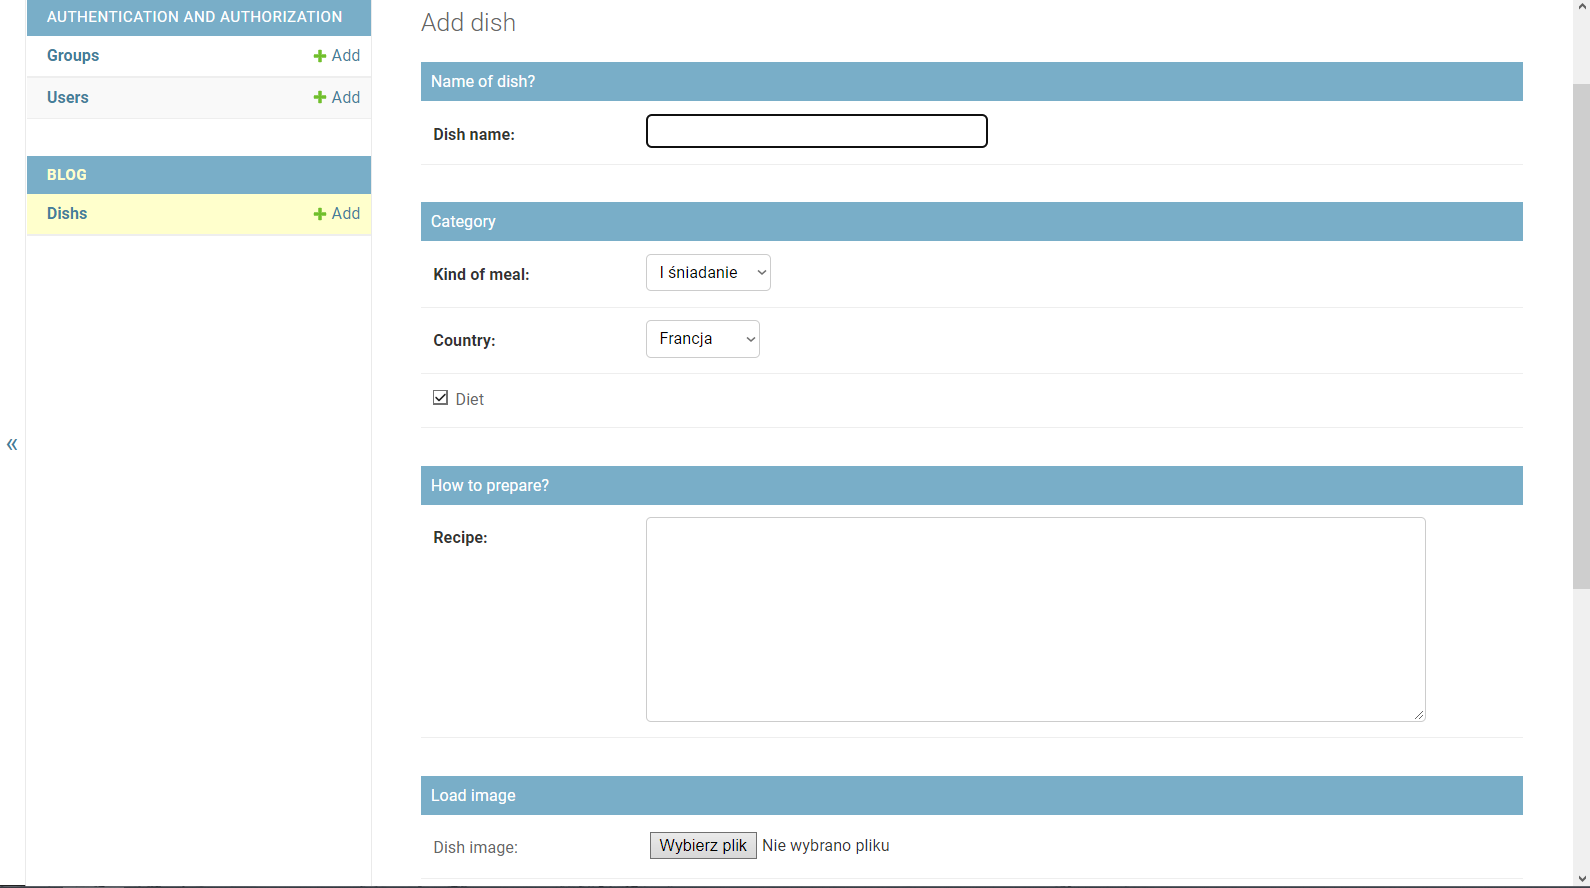 AUTHENTICATION AND AUTHORIZATION
Groups
Add
Users
Add
BLOG
Dishs
Add
«
Add dish
Name of dish?
Dish name:
Category
Kind of meal:
I śniadanie
Country:
Francja
Diet
How to prepare?
Recipe:
Load image
Dish image:
Wybierz plik
Nie wybrano pliku